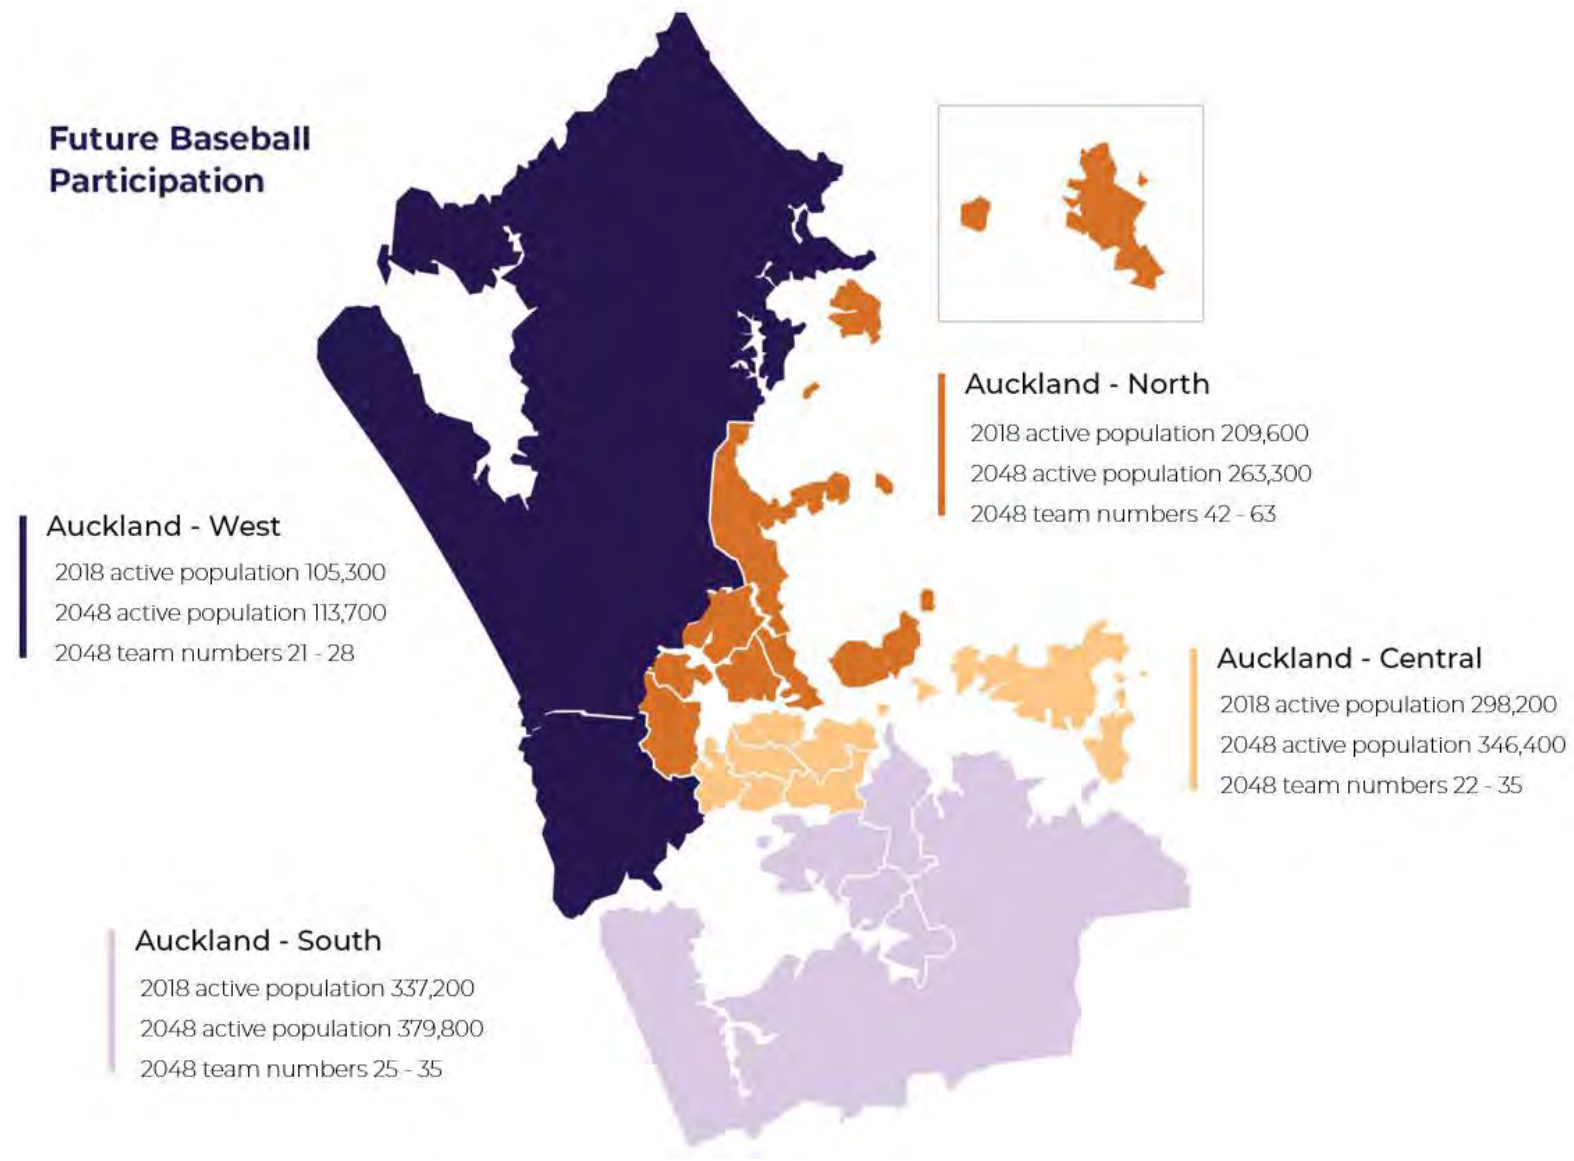 Future Baseball
Participation
Auckland - North
2018 active population 209,600
2048 active population 263,300
2048 team numbers 42 - 63
Auckland - West
2018 active population 105,300
2048 active population 113,700
2048 team numbers 21 - 28
Auckland - Central
2018 active population 298,200
2048 active population 346,400
2048 team numbers 22 - 35
Auckland - South
2018 active population 337,200
2048 active population 379,800
2048 team numbers 25 - 35